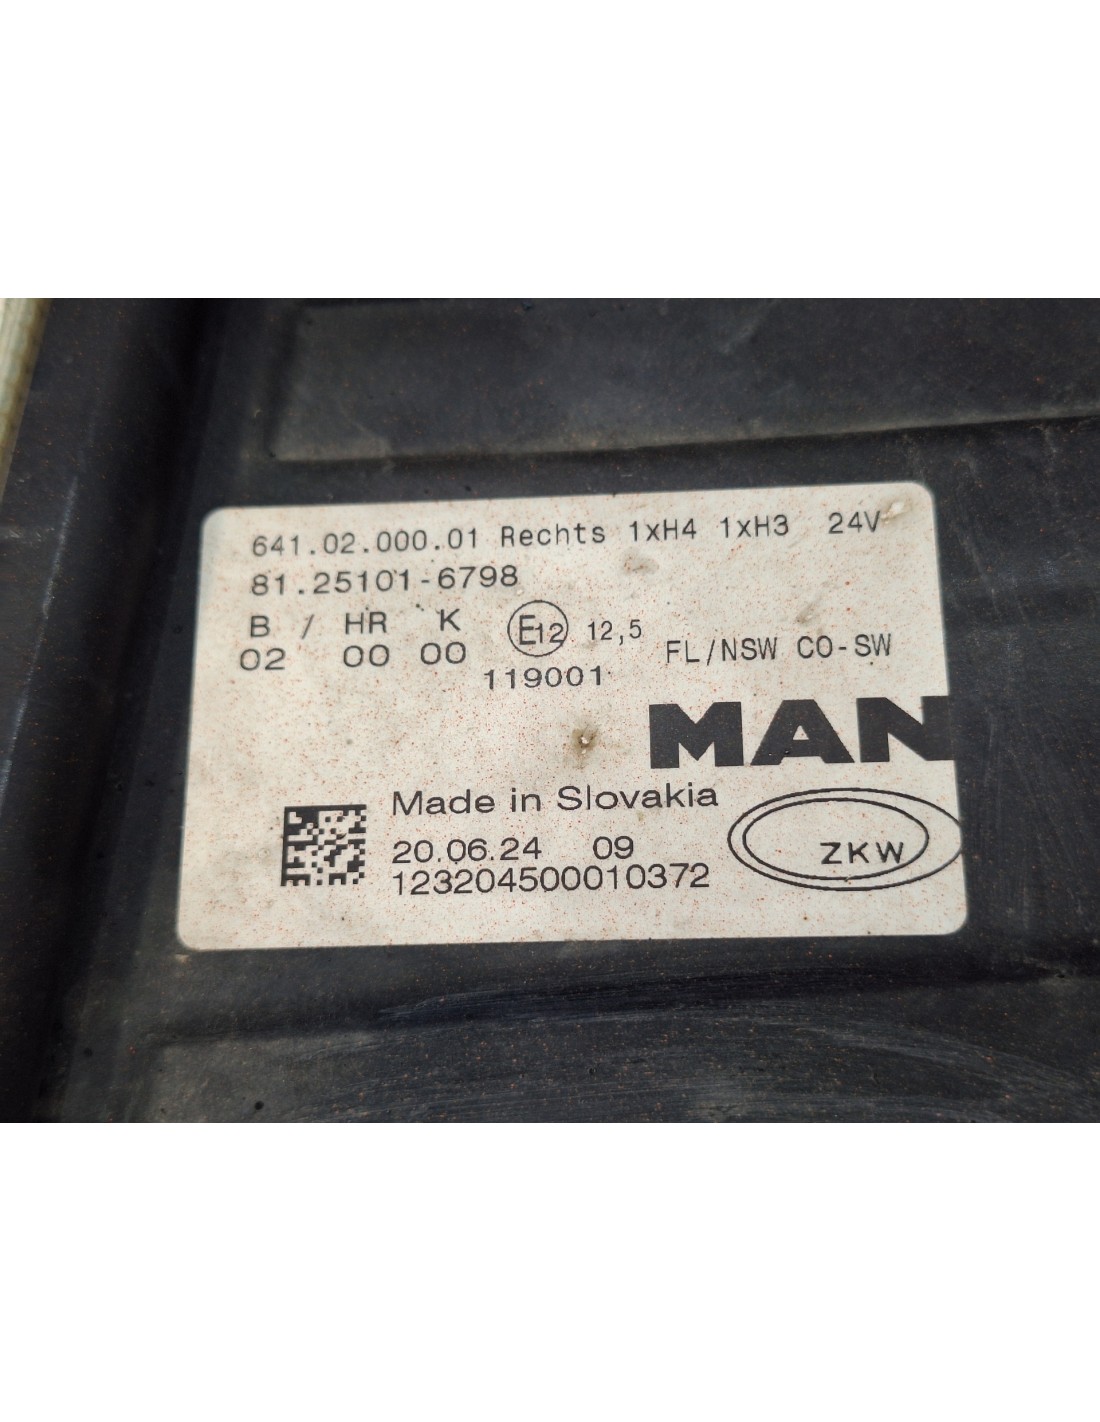 641.02.000.01 Rechts 1xH4 1xH3 24V
81.25101-6798
B / HR K
02 00 00
E12 12,5
119001
FL/NSW CO-SW
MAN
Made in Slovakia
20.06.24 09
123204500010372
ZKW